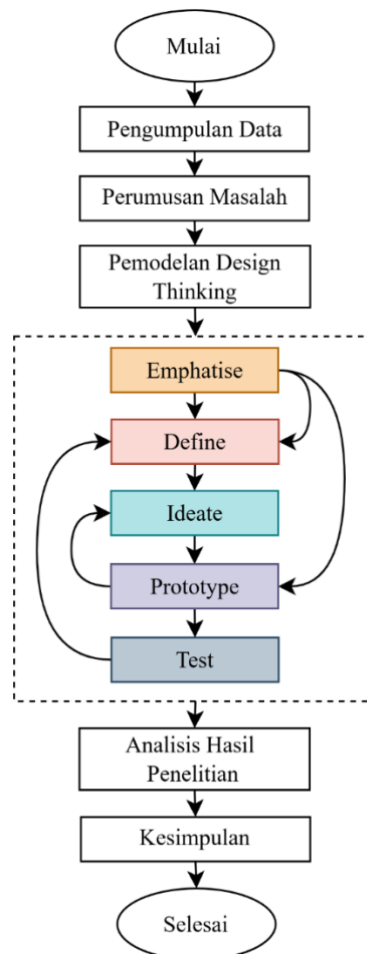 Mulai
Pengumpulan Data
Perumusan Masalah
Pemodelan Design
Thinking
Emphatise
Define
Ideate
Prototype
Test
Analisis Hasil
Penelitian
Kesimpulan
Selesai